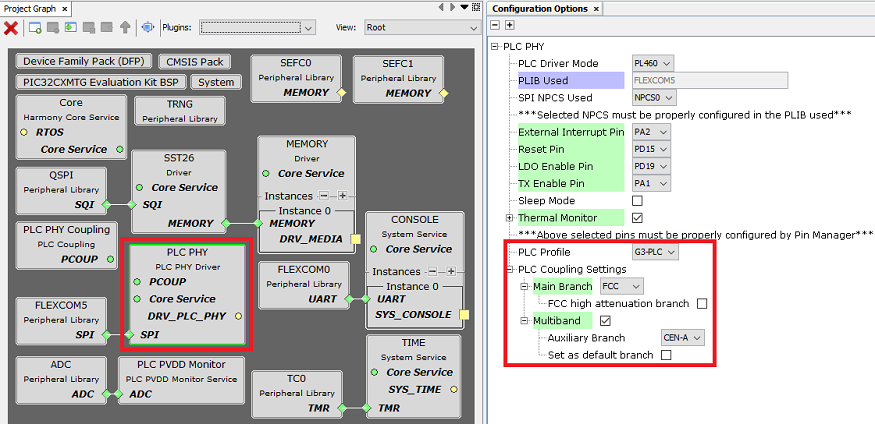 Project Graph ×
Plugins:
View: Root
Device Family Pack (DFP)
CMSIS Pack
PIC32CXMTG Evaluation Kit BSP
System
SEFC0
Peripheral Library
MEMORY
SEFC1
Peripheral Library
MEMORY
Core
Harmony Core Service
RTOS
Core Service
TRNG
Peripheral Library
QSPI
Peripheral Library
SQI
SST26
Driver
Core Service
SQI
MEMORY
MEMORY
Driver
Core Service
Instances
Instance 0
MEMORY
DRV_MEDIA
PLC PHY Coupling
PLC Coupling
PCOUP
PLC PHY
PLC PHY Driver
PCOUP
Core Service
DRV_PLC_PHY
SPI
FLEXCOM5
Peripheral Library
SPI
FLEXCOM0
Peripheral Library
UART
CONSOLE
System Service
Core Service
Instances
Instance 0
UART
SYS_CONSOLE
ADC
Peripheral Library
ADC
PLC PVDD Monitor
PLC PVDD Monitor Service
ADC
TC0
Peripheral Library
TMR
TIME
System Service
Core Service
SYS_TIME
TMR
Configuration Options ×
PLC PHY
PLC Driver Mode PL460
PLIB Used FLEXCOM5
SPI NPCS Used NPCS0
***Selected NPCS must be properly configured in the PLIB used***
External Interrupt Pin PA2
Reset Pin PD15
LDO Enable Pin PD19
TX Enable Pin PA1
Sleep Mode
Thermal Monitor
***Above selected pins must be properly configured by Pin Manager***
PLC Profile G3-PLC
PLC Coupling Settings
Main Branch FCC
FCC high attenuation branch
Multiband
Auxiliary Branch CEN-A
Set as default branch